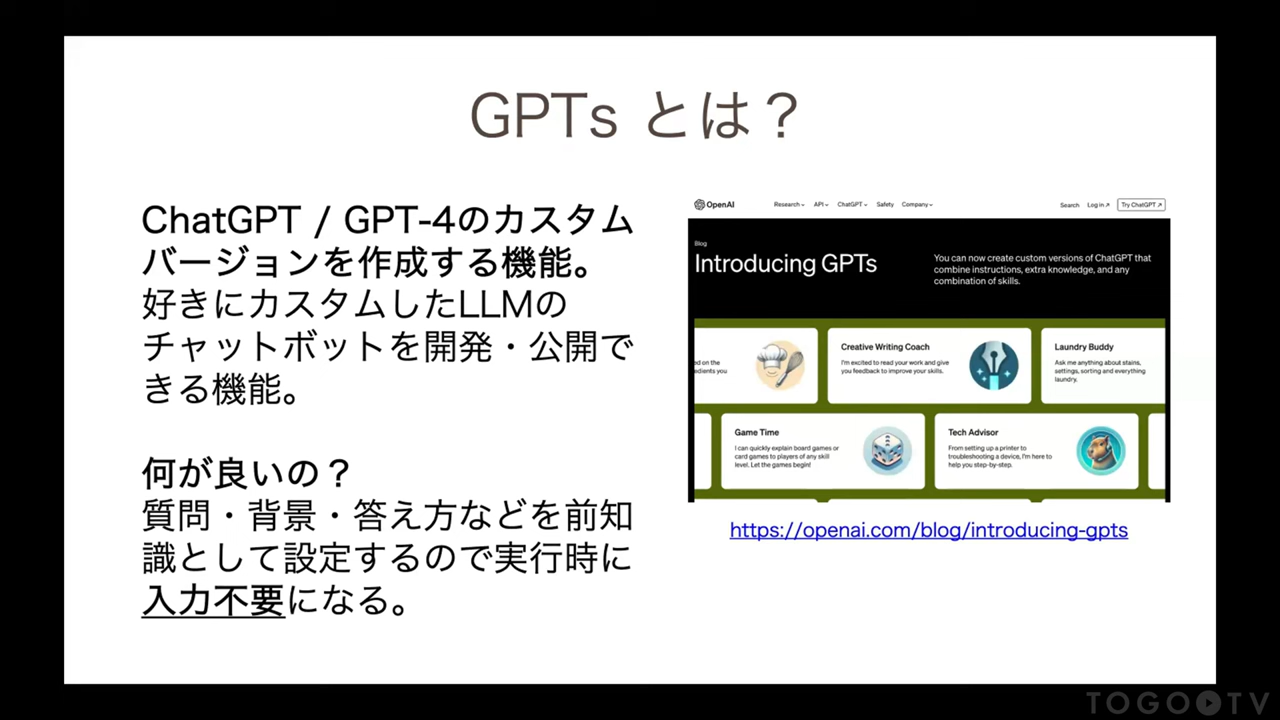 GPTs とは？
ChatGPT / GPT-4のカスタム
バージョンを作成する機能。
好きにカスタムしたLLMの
チャットボットを開発・公開で
きる機能。
何が良いの？
質問・背景・答え方などを前知
識として設定するので実行時に
入力不要になる。
OpenAI
Research API ChatGPT Safety Company
Search Log in ↗ Try ChatGPT ↗
Blog
Introducing GPTs
You can now create custom versions of ChatGPT that
combine instructions, extra knowledge, and any
combination of skills.
ed on the
edients you
Creative Writing Coach
I'm excited to read your work and give
you feedback to improve your skills.
Laundry Buddy
Ask me anything about stains,
settings, sorting and everything
laundry.
Game Time
I can quickly explain board games or
card games to players of any skill
level. Let the games begin!
Tech Advisor
From setting up a printer to
troubleshooting a device, I'm here to
help you step-by-step.
https://openai.com/blog/introducing-gpts
TOGO TV